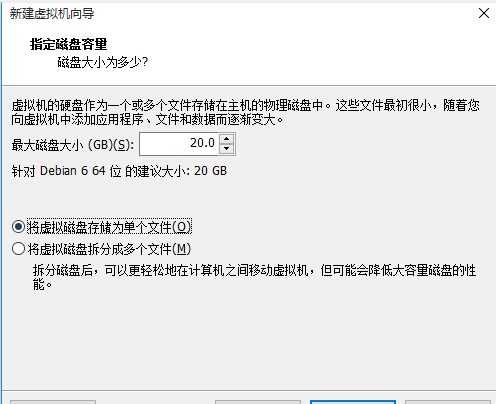 新建虚拟机向导
指定磁盘容量
磁盘大小为多少?
虚拟机的硬盘作为一个或多个文件存储在主机的物理磁盘中。这些文件最初很小，随着您
向虚拟机中添加应用程序、文件和数据而逐渐变大。
最大磁盘大小 (GB)(S): 20.0
针对 Debian 6 64 位 的建议大小: 20 GB
将虚拟磁盘存储为单个文件(O)
将虚拟磁盘拆分成多个文件(M)
拆分磁盘后，可以更轻松地在计算机之间移动虚拟机，但可能会降低大容量磁盘的性
能。